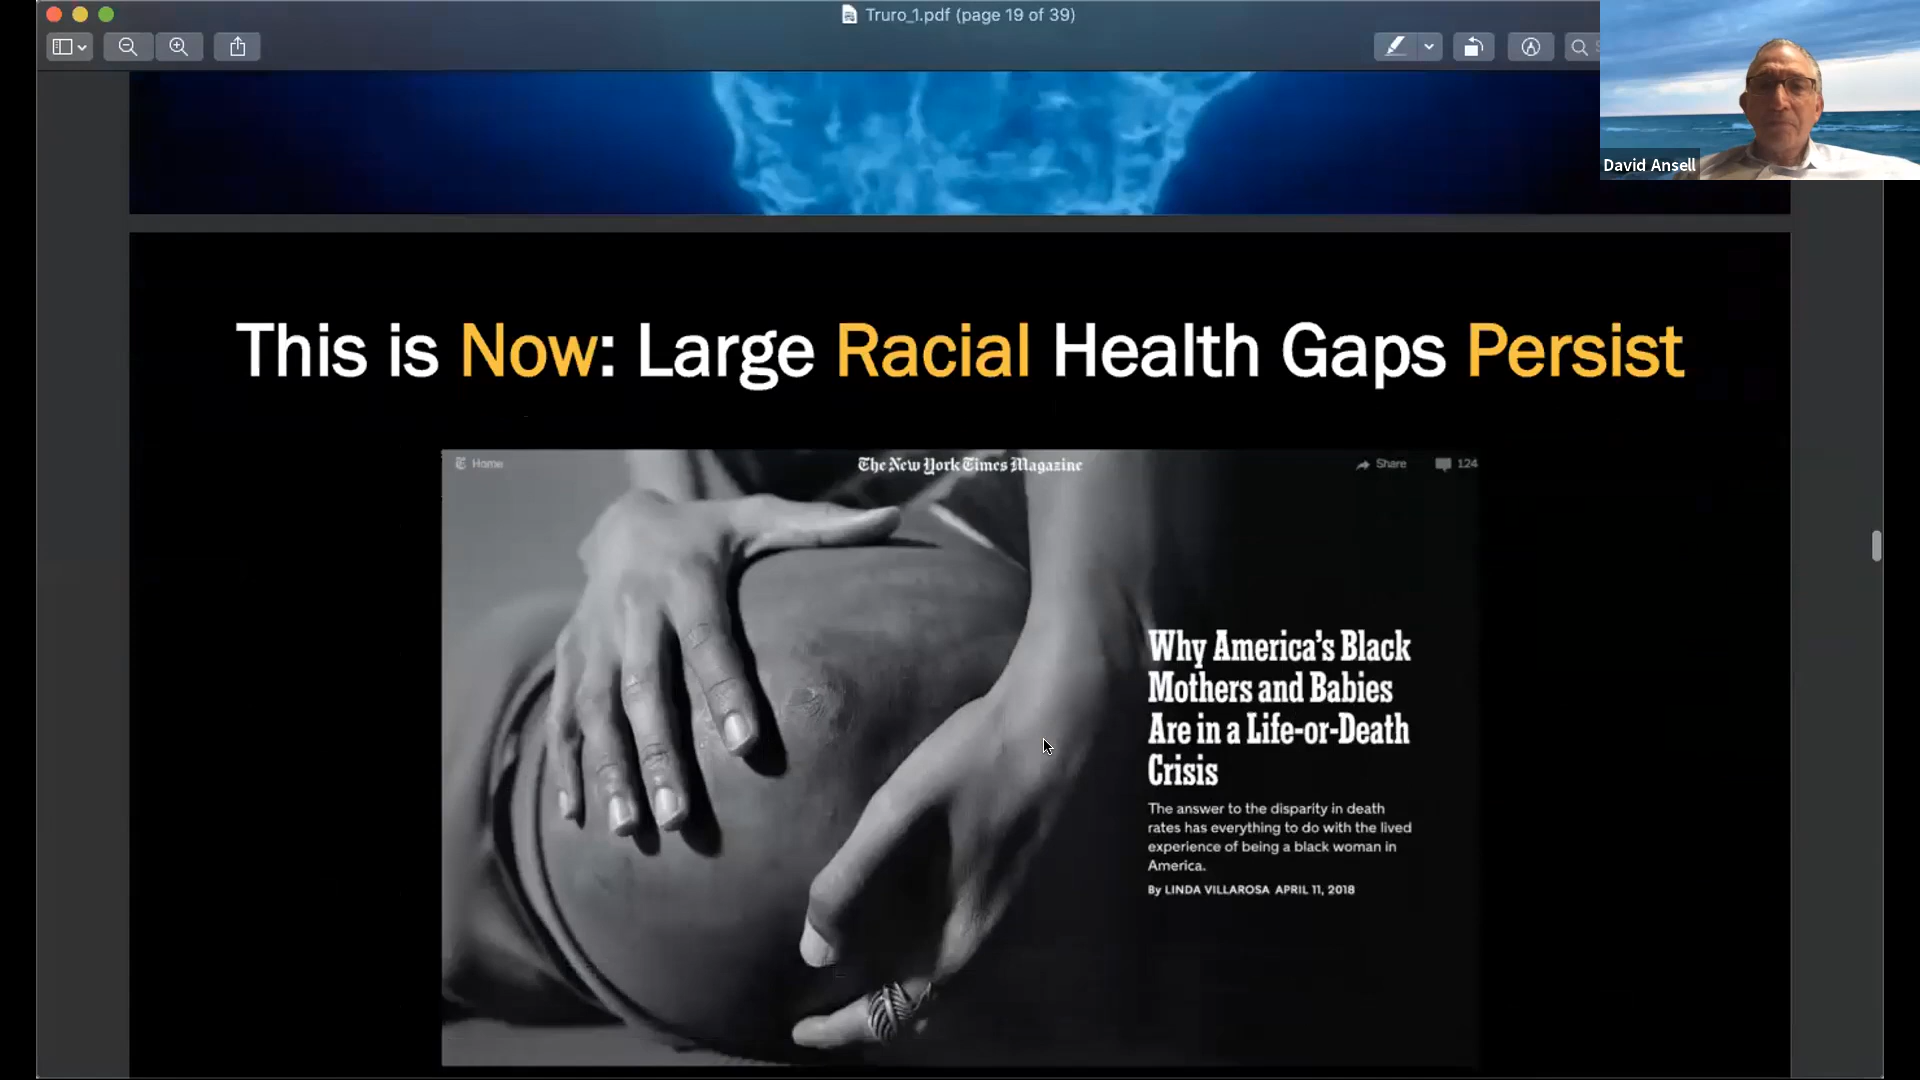 Truro_1.pdf (page 19 of 39)
David Ansell
This is Now: Large Racial Health Gaps Persist
Home
The New York Times Magazine
Share
124
Why America's Black
Mothers and Babies
Are in a Life-or-Death
Crisis
The answer to the disparity in death
rates has everything to do with the lived
experience of being a black woman in
America.
By LINDA VILLAROSA APRIL 11, 2018